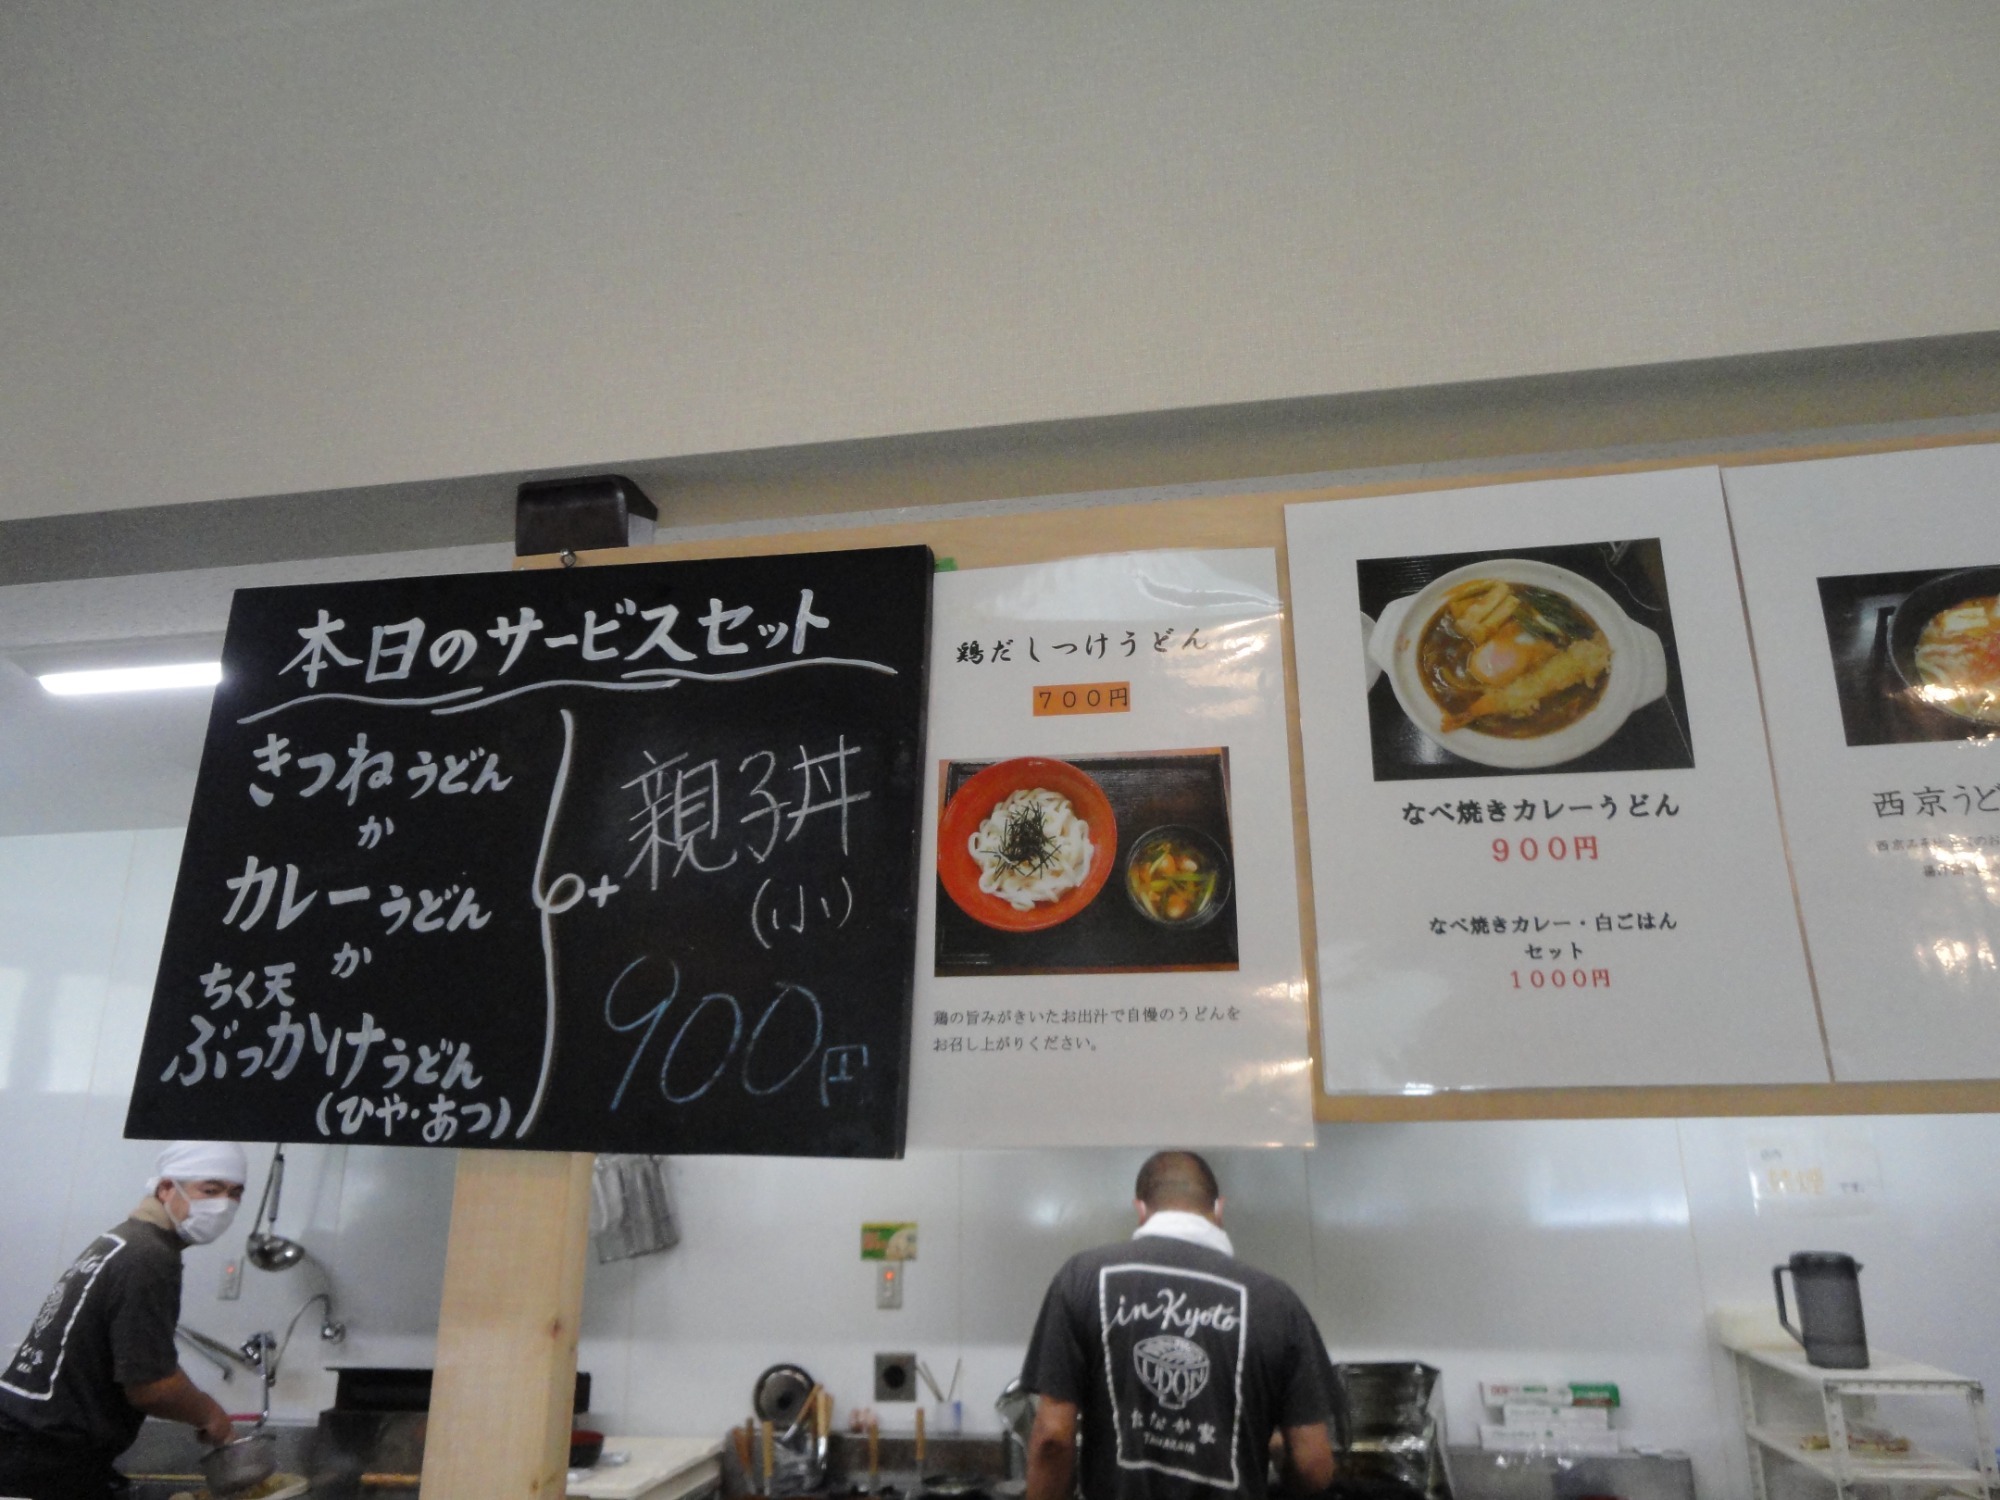 本日のサービスセット
きつねうどん
か
カレーうどん
か
ちく天
ぶっかけうどん
(ひや・あつ)
+
親子丼
(小)
900円
鶏だしつけうどん
700円
鶏の旨みがきいたお出汁で自慢のうどんを
お召し上がりください。
なべ焼きカレーうどん
900円
なべ焼きカレー・白ごはん
セット
1000円
西京うど
in Kyoto
UDON
たなか家
TANAKAYA